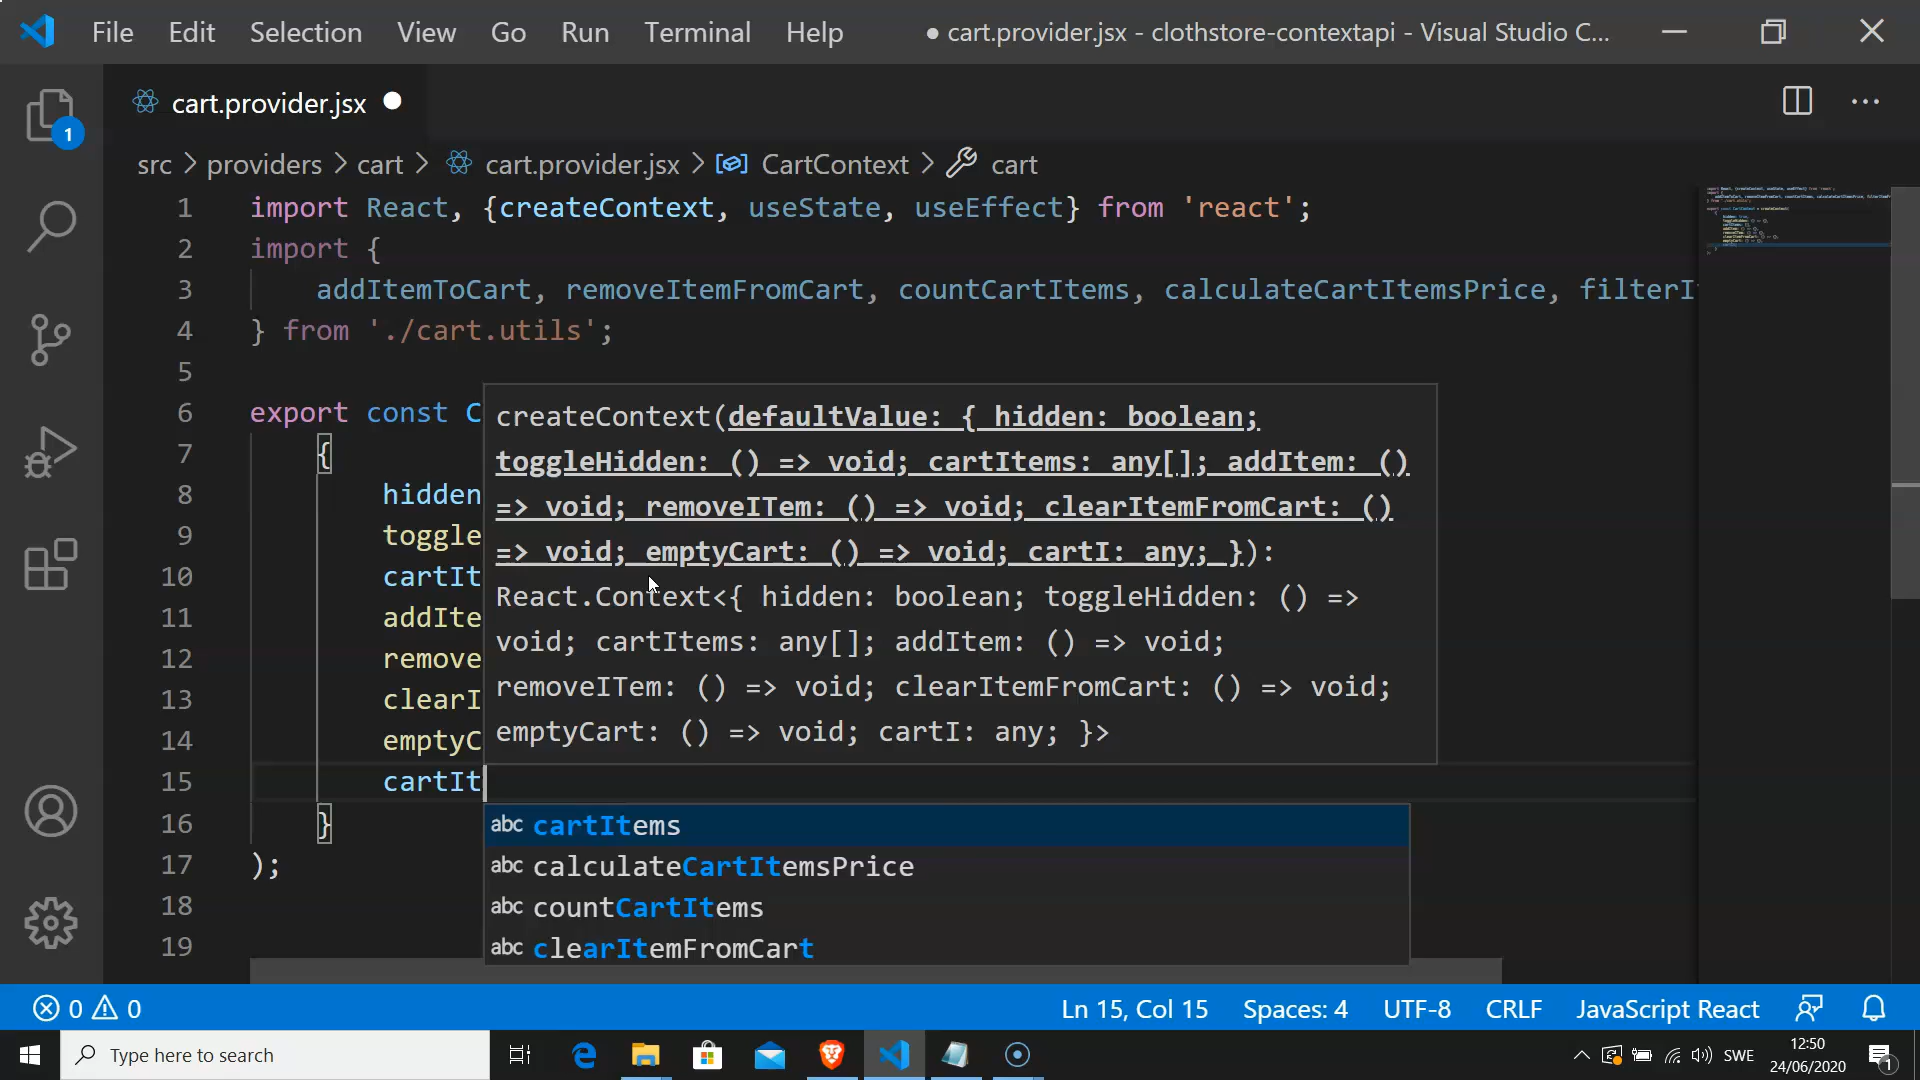 File Edit Selection View Go Run Terminal Help ● cart.provider.jsx - clothstore-contextapi - Visual Studio C...
cart.provider.jsx
1
src > providers > cart > cart.provider.jsx > CartContext > cart
1 import React, {createContext, useState, useEffect} from 'react';
2 import {
3 addItemToCart, removeItemFromCart, countCartItems, calculateCartItemsPrice, filterI
4 } from './cart.utils';
5
6 export const C
7 {
8 hidden
9 toggle
10 cartIt
11 addIte
12 remove
13 clearI
14 emptyC
15 cartIt
16 }
17 );
18
19
createContext(defaultValue: { hidden: boolean;
toggleHidden: () => void; cartItems: any[]; addItem: ()
=> void; removeITem: () => void; clearItemFromCart: ()
=> void; emptyCart: () => void; cartI: any; }):
React.Context<{ hidden: boolean; toggleHidden: () =>
void; cartItems: any[]; addItem: () => void;
removeITem: () => void; clearItemFromCart: () => void;
emptyCart: () => void; cartI: any; }>
abc cartItems
abc calculateCartItemsPrice
abc countCartItems
abc clearItemFromCart
0 0 Ln 15, Col 15 Spaces: 4 UTF-8 CRLF JavaScript React
Type here to search
SWE
12:50
24/06/2020
1